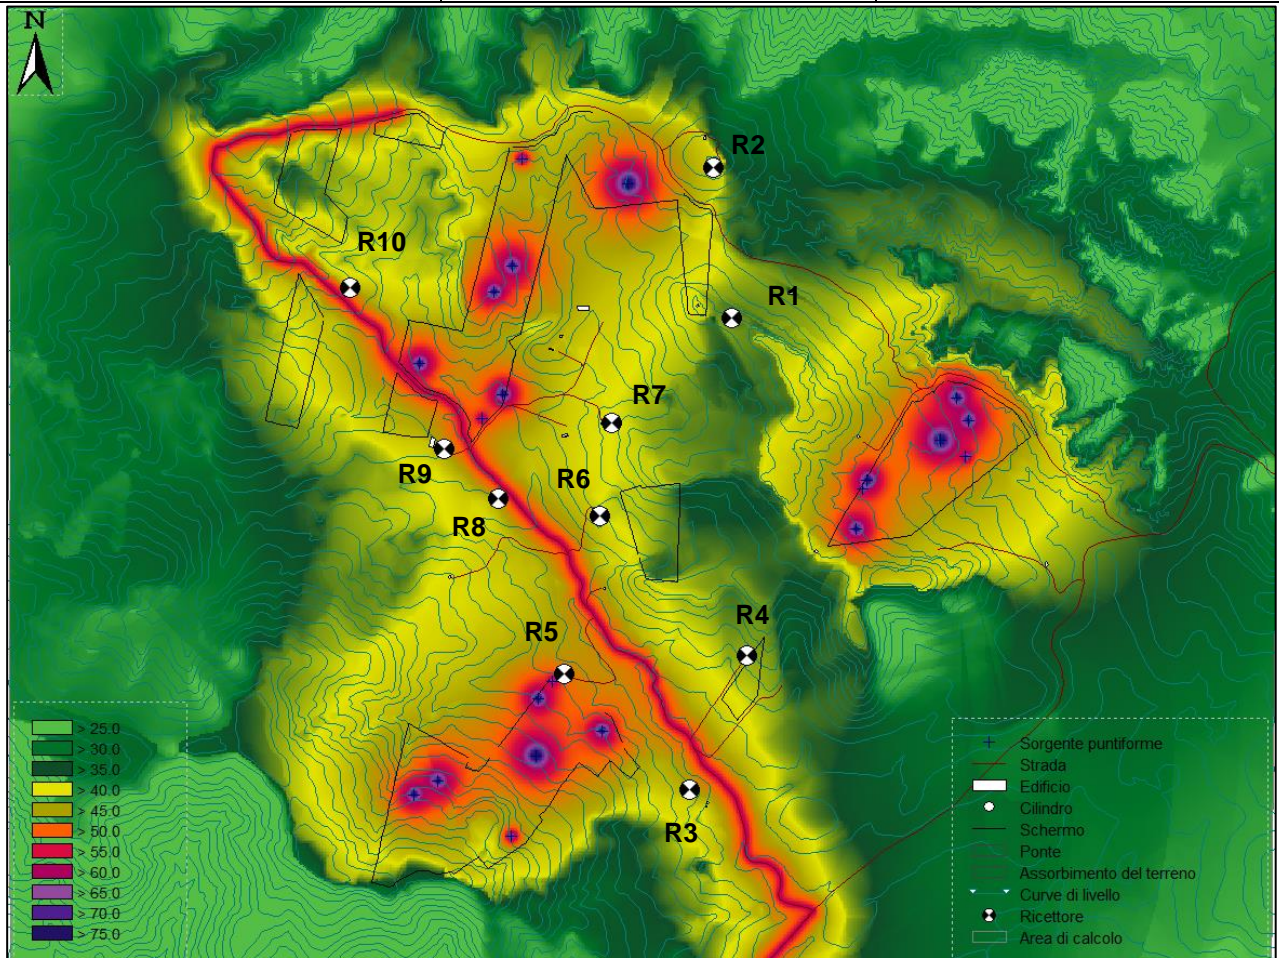 N
R2
R10
R1
R7
R9
R6
R8
R5
R4
R3
> 25.0
> 30.0
> 35.0
> 40.0
> 45.0
> 50.0
> 55.0
> 60.0
> 65.0
> 70.0
> 75.0
Sorgente puntiforme
Strada
Edificio
Cilindro
Schermo
Ponte
Assorbimento del terreno
Curve di livello
Ricettore
Area di calcolo